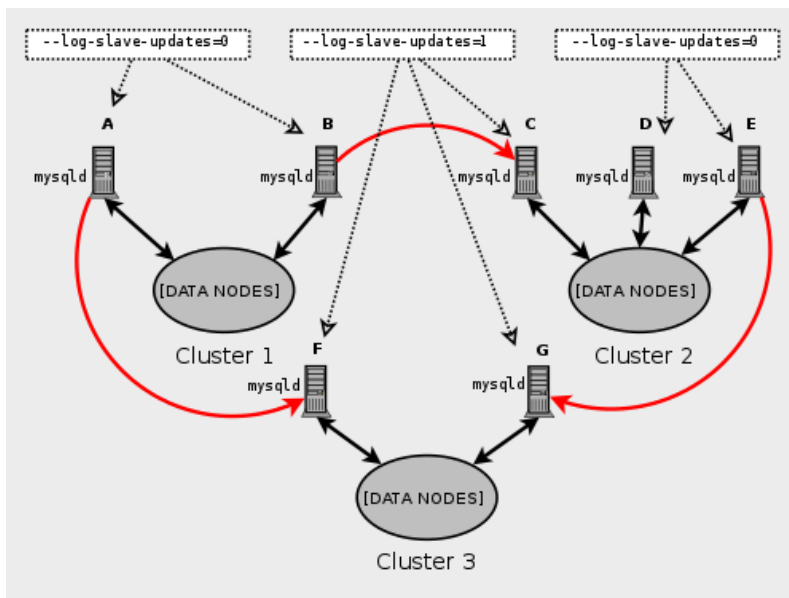 --log-slave-updates=0
--log-slave-updates=1
--log-slave-updates=0
A
B
C
D
E
mysqld
mysqld
mysqld
mysqld
mysqld
[DATA NODES]
[DATA NODES]
Cluster 1
Cluster 2
F
G
mysqld
mysqld
[DATA NODES]
Cluster 3